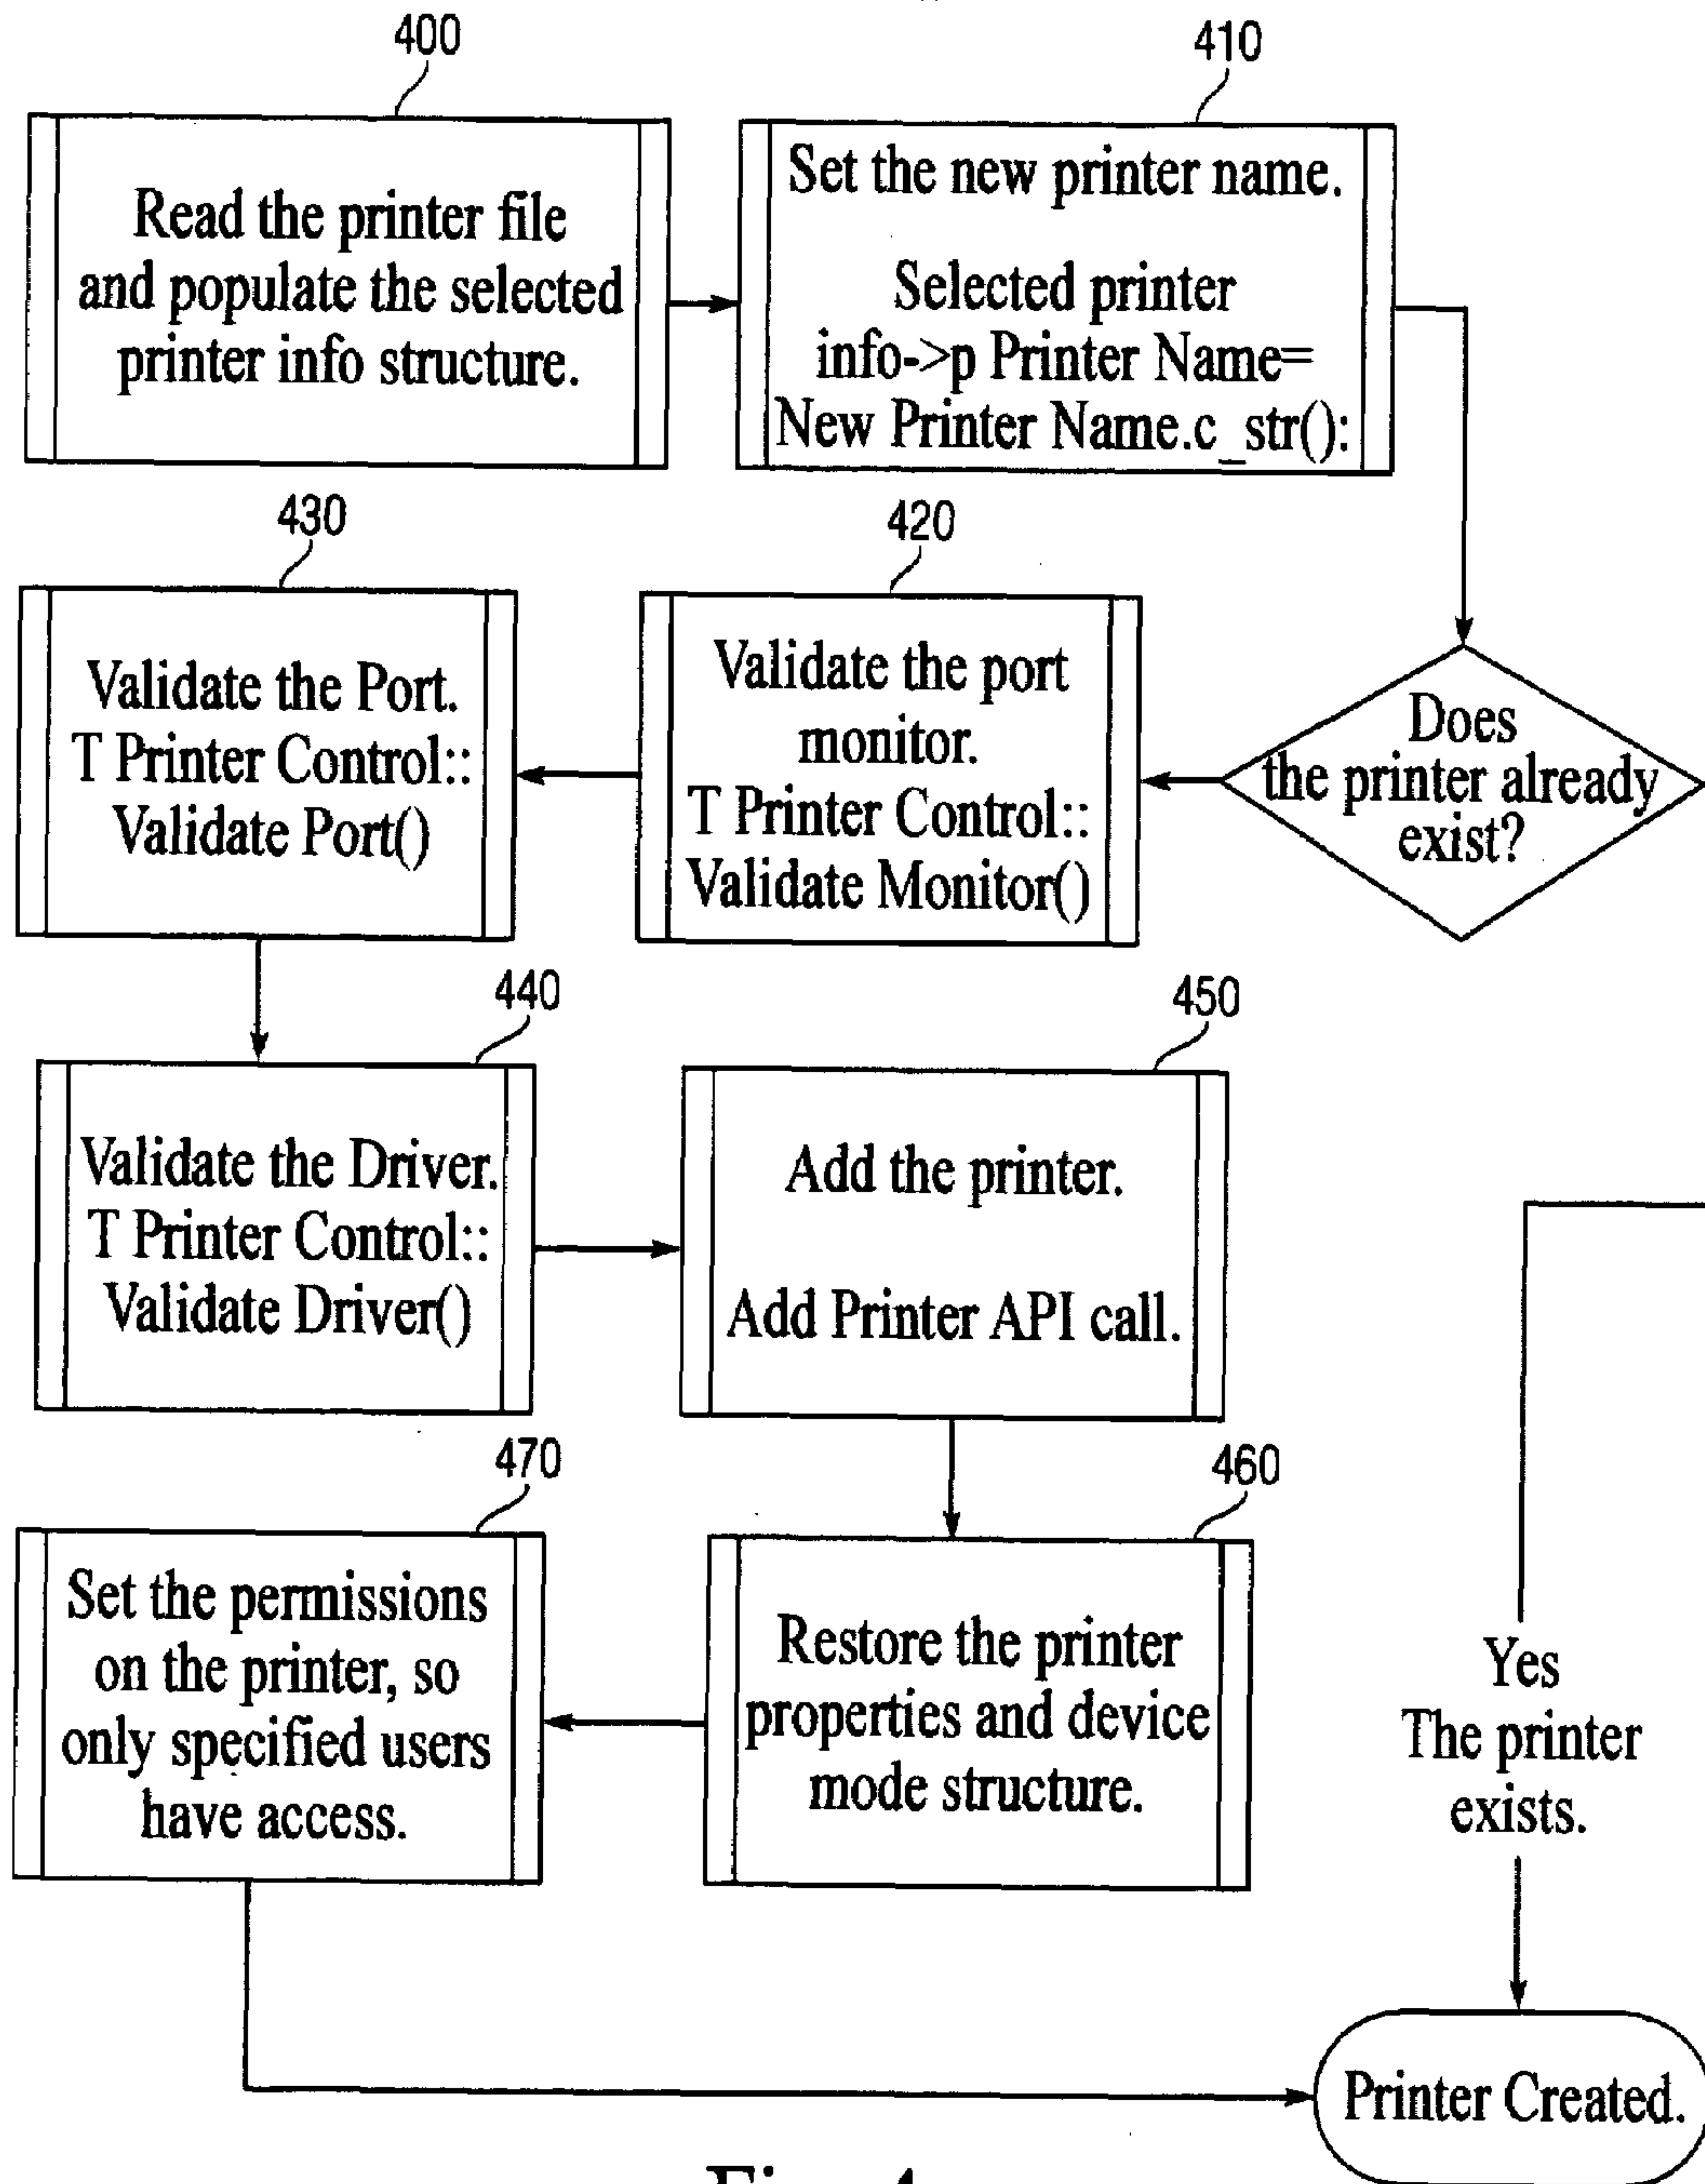 400
Read the printer file
and populate the selected
printer info structure.
410
Set the new printer name.
Selected printer
info->p Printer Name=
New Printer Name.c_str():
Does
the printer already
exist?
420
Validate the port
monitor.
T Printer Control::
Validate Monitor()
430
Validate the Port.
T Printer Control::
Validate Port()
440
Validate the Driver.
T Printer Control::
Validate Driver()
450
Add the printer.
Add Printer API call.
460
Restore the printer
properties and device
mode structure.
470
Set the permissions
on the printer, so
only specified users
have access.
Yes
The printer
exists.
Printer Created.